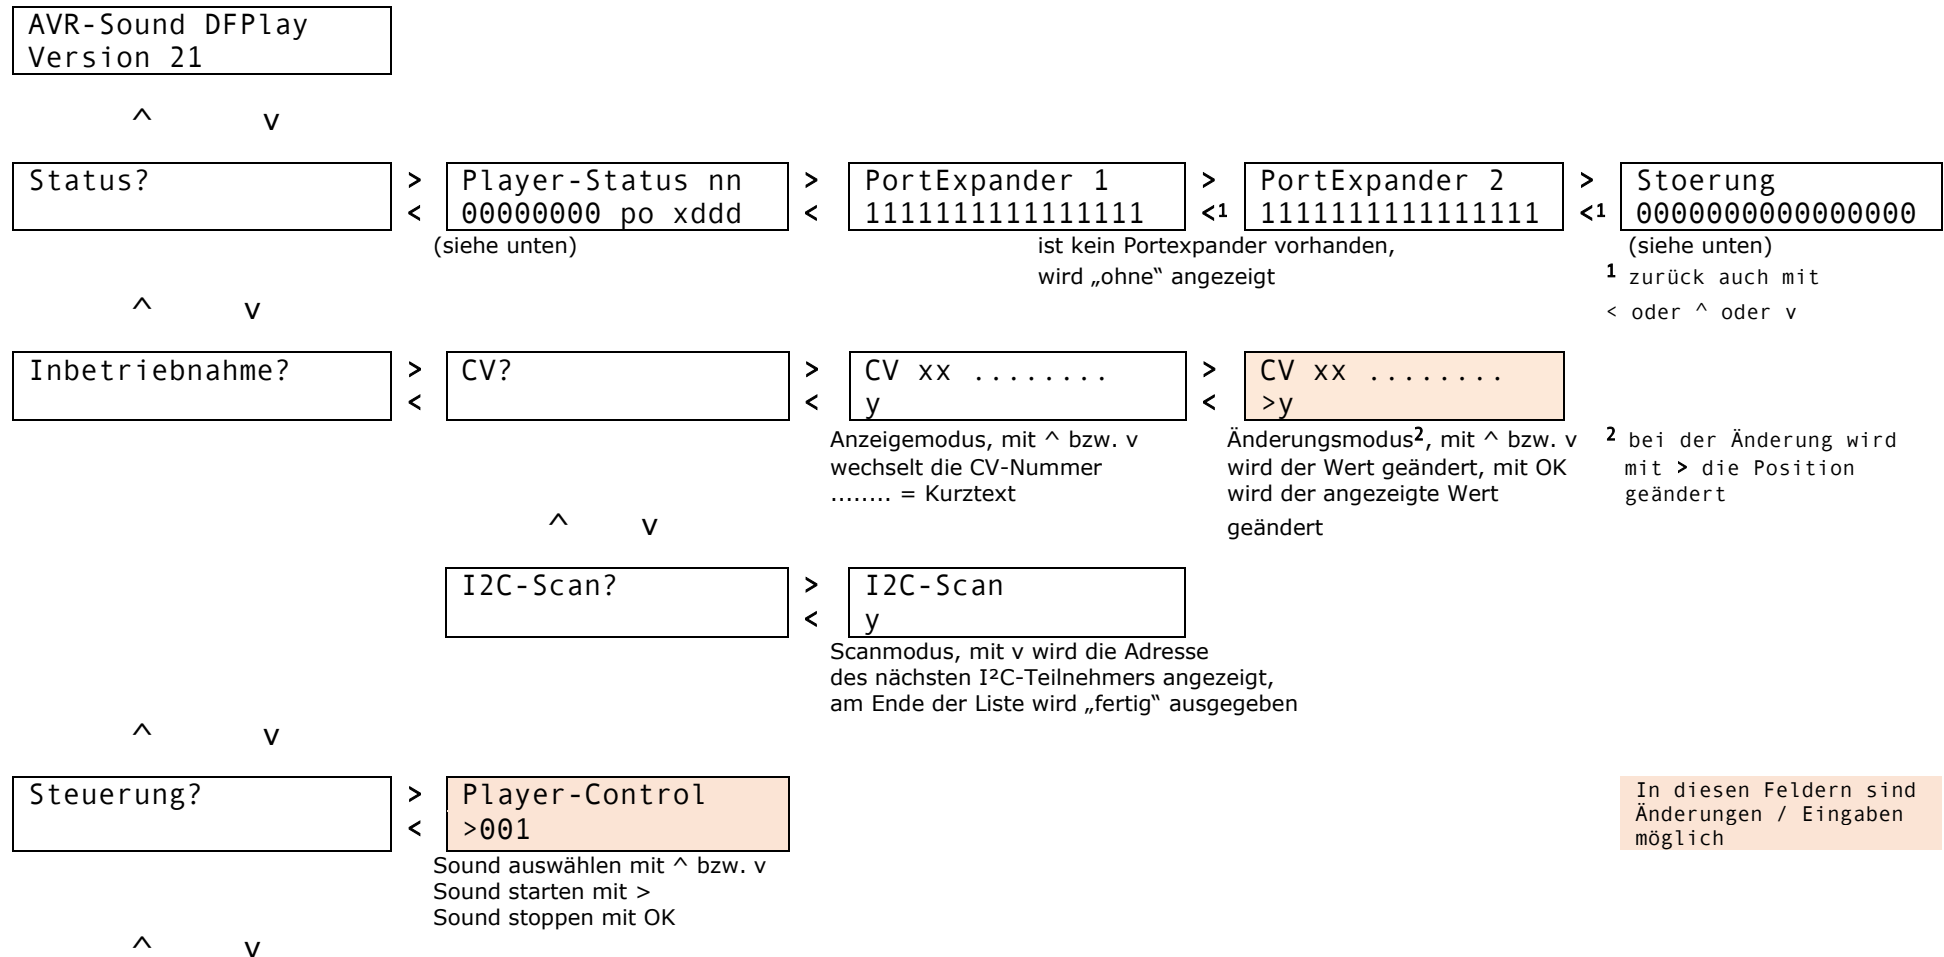 AVR-Sound DFPlay
Version 21
^ v
Status? > Player-Status nn > PortExpander 1 > PortExpander 2 > Stoerung
< 00000000 po xddd < 1111111111111111 <1 1111111111111111 <1 0000000000000000
(siehe unten) ist kein Portexpander vorhanden, (siehe unten)
wird „ohne“ angezeigt 1 zurück auch mit
^ v < oder ^ oder v
Inbetriebnahme? > CV? > CV xx ........ > CV xx ........
< < y < >y
Anzeigemodus, mit ^ bzw. v Änderungsmodus2, mit ^ bzw. v 2 bei der Änderung wird
wechselt die CV-Nummer wird der Wert geändert, mit OK mit > die Position
........ = Kurztext wird der angezeigte Wert geändert
^ v geändert
I2C-Scan? > I2C-Scan
< y
Scanmodus, mit v wird die Adresse
des nächsten I²C-Teilnehmers angezeigt,
am Ende der Liste wird „fertig“ ausgegeben
^ v
Steuerung? > Player-Control In diesen Feldern sind
< >001 Änderungen / Eingaben
möglich
Sound auswählen mit ^ bzw. v
Sound starten mit >
Sound stoppen mit OK
^ v